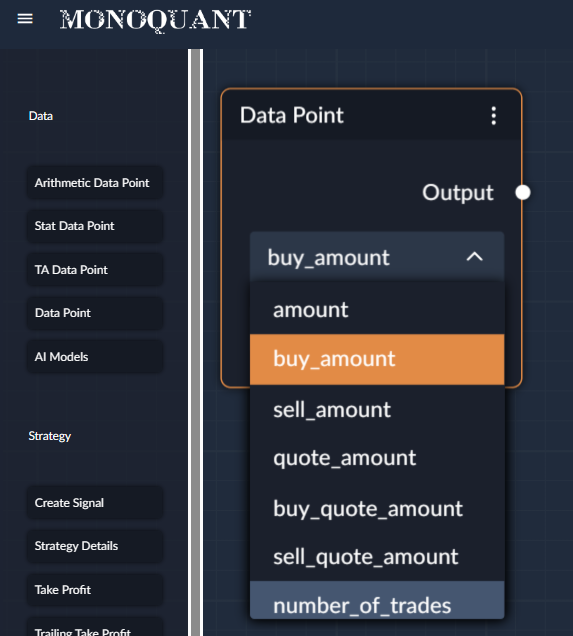 MONOQUANT
Data
Arithmetic Data Point
Stat Data Point
TA Data Point
Data Point
AI Models
Strategy
Create Signal
Strategy Details
Take Profit
Trailing Take Profit
Data Point
Output
buy_amount
amount
buy_amount
sell_amount
quote_amount
buy_quote_amount
sell_quote_amount
number_of_trades